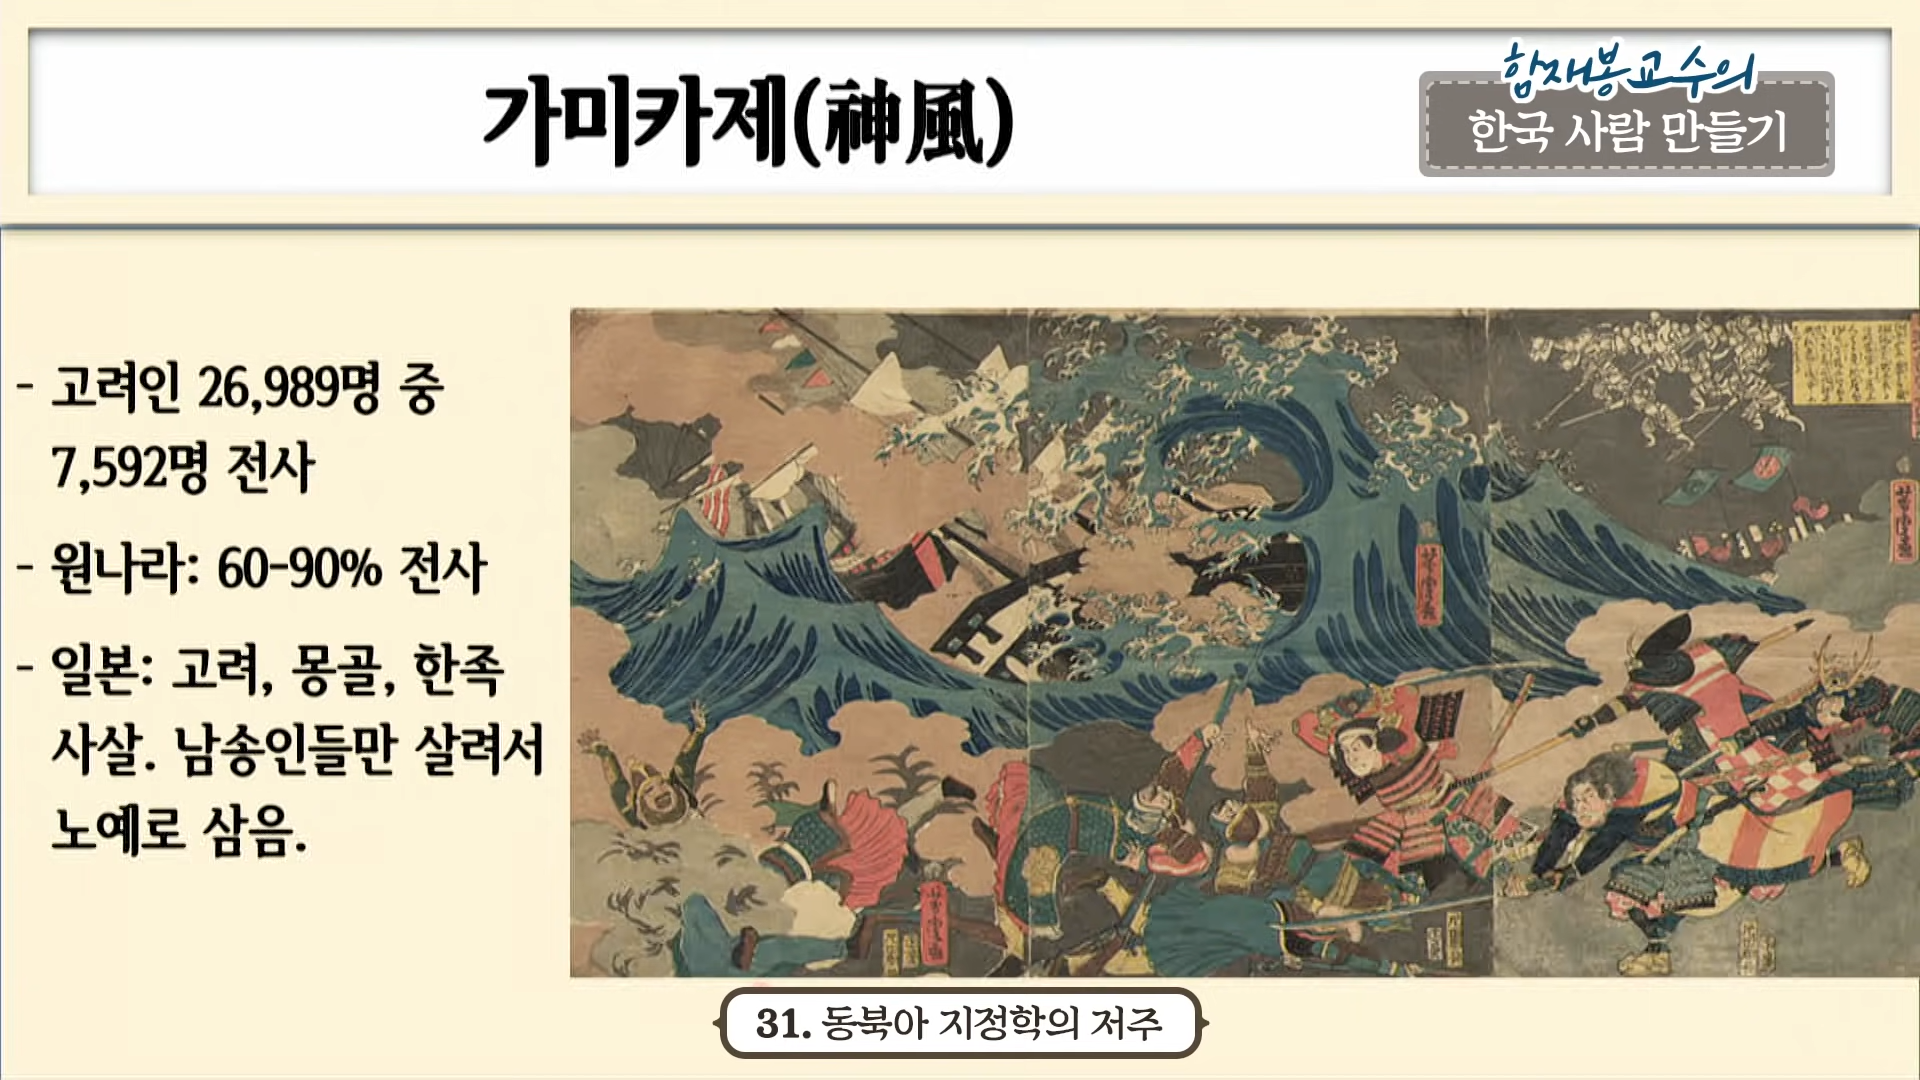 가미카제(神風)
함재봉교수의
한국 사람 만들기
- 고려인 26,989명 중
7,592명 전사
- 원나라: 60-90% 전사
- 일본: 고려, 몽골, 한족
사살. 남송인들만 살려서
노예로 삼음.
31. 동북아 지정학의 저주